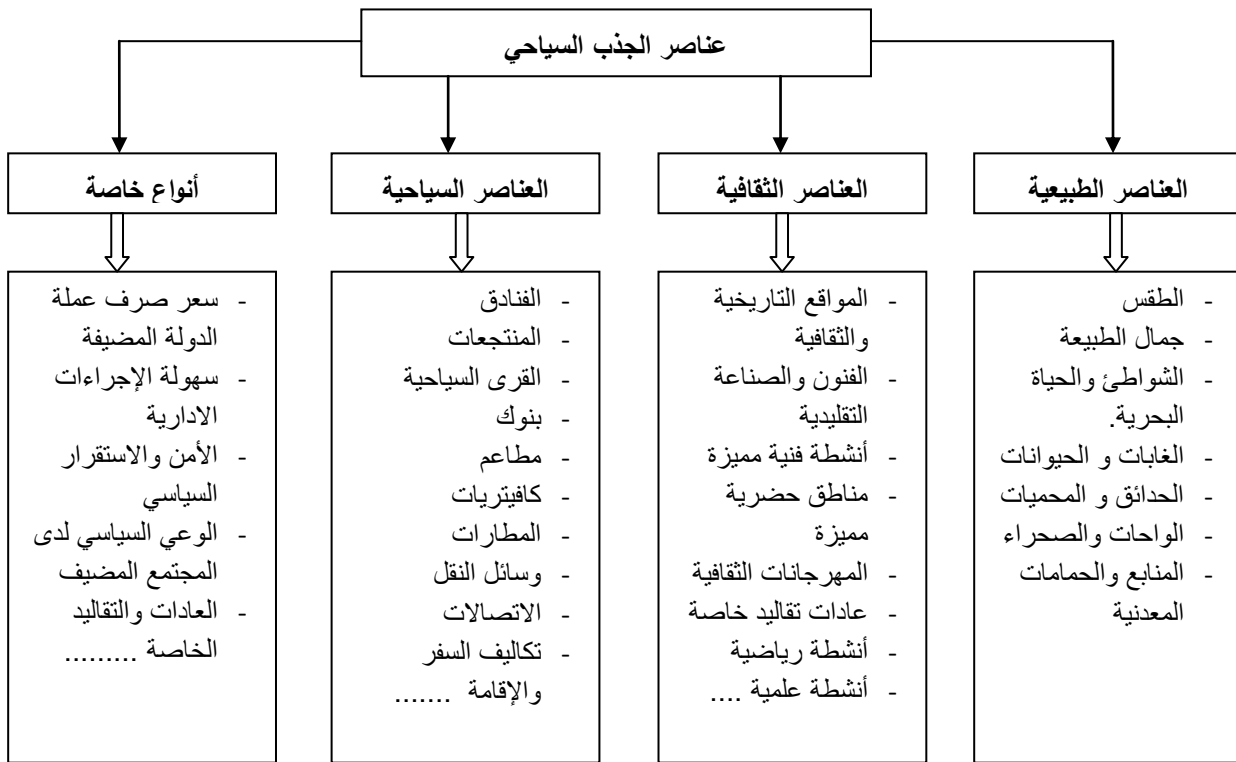 عناصر الجذب السياحي
العناصر الطبيعية
العناصر الثقافية
العناصر السياحية
أنواع خاصة
- الطقس
- جمال الطبيعة
- الشواطئ والحياة
البحرية.
- الغابات و الحيوانات
- الحدائق و المحميات
- الواحات والصحراء
- المنابع والحمامات
المعدنية
- المواقع التاريخية
والثقافية
- الفنون والصناعة
التقليدية
- أنشطة فنية مميزة
- مناطق حضرية
مميزة
- المهرجانات الثقافية
- عادات تقاليد خاصة
- أنشطة رياضية
- أنشطة علمية ....
- الفنادق
- المنتجعات
- القرى السياحية
- بنوك
- مطاعم
- كافيتريات
- المطارات
- وسائل النقل
- الاتصالات
- تكاليف السفر
والإقامة .......
- سعر صرف عملة
الدولة المضيفة
- سهولة الإجراءات
الادارية
- الأمن والاستقرار
السياسي
- الوعي السياسي لدى
المجتمع المضيف
- العادات والتقاليد
الخاصة .........